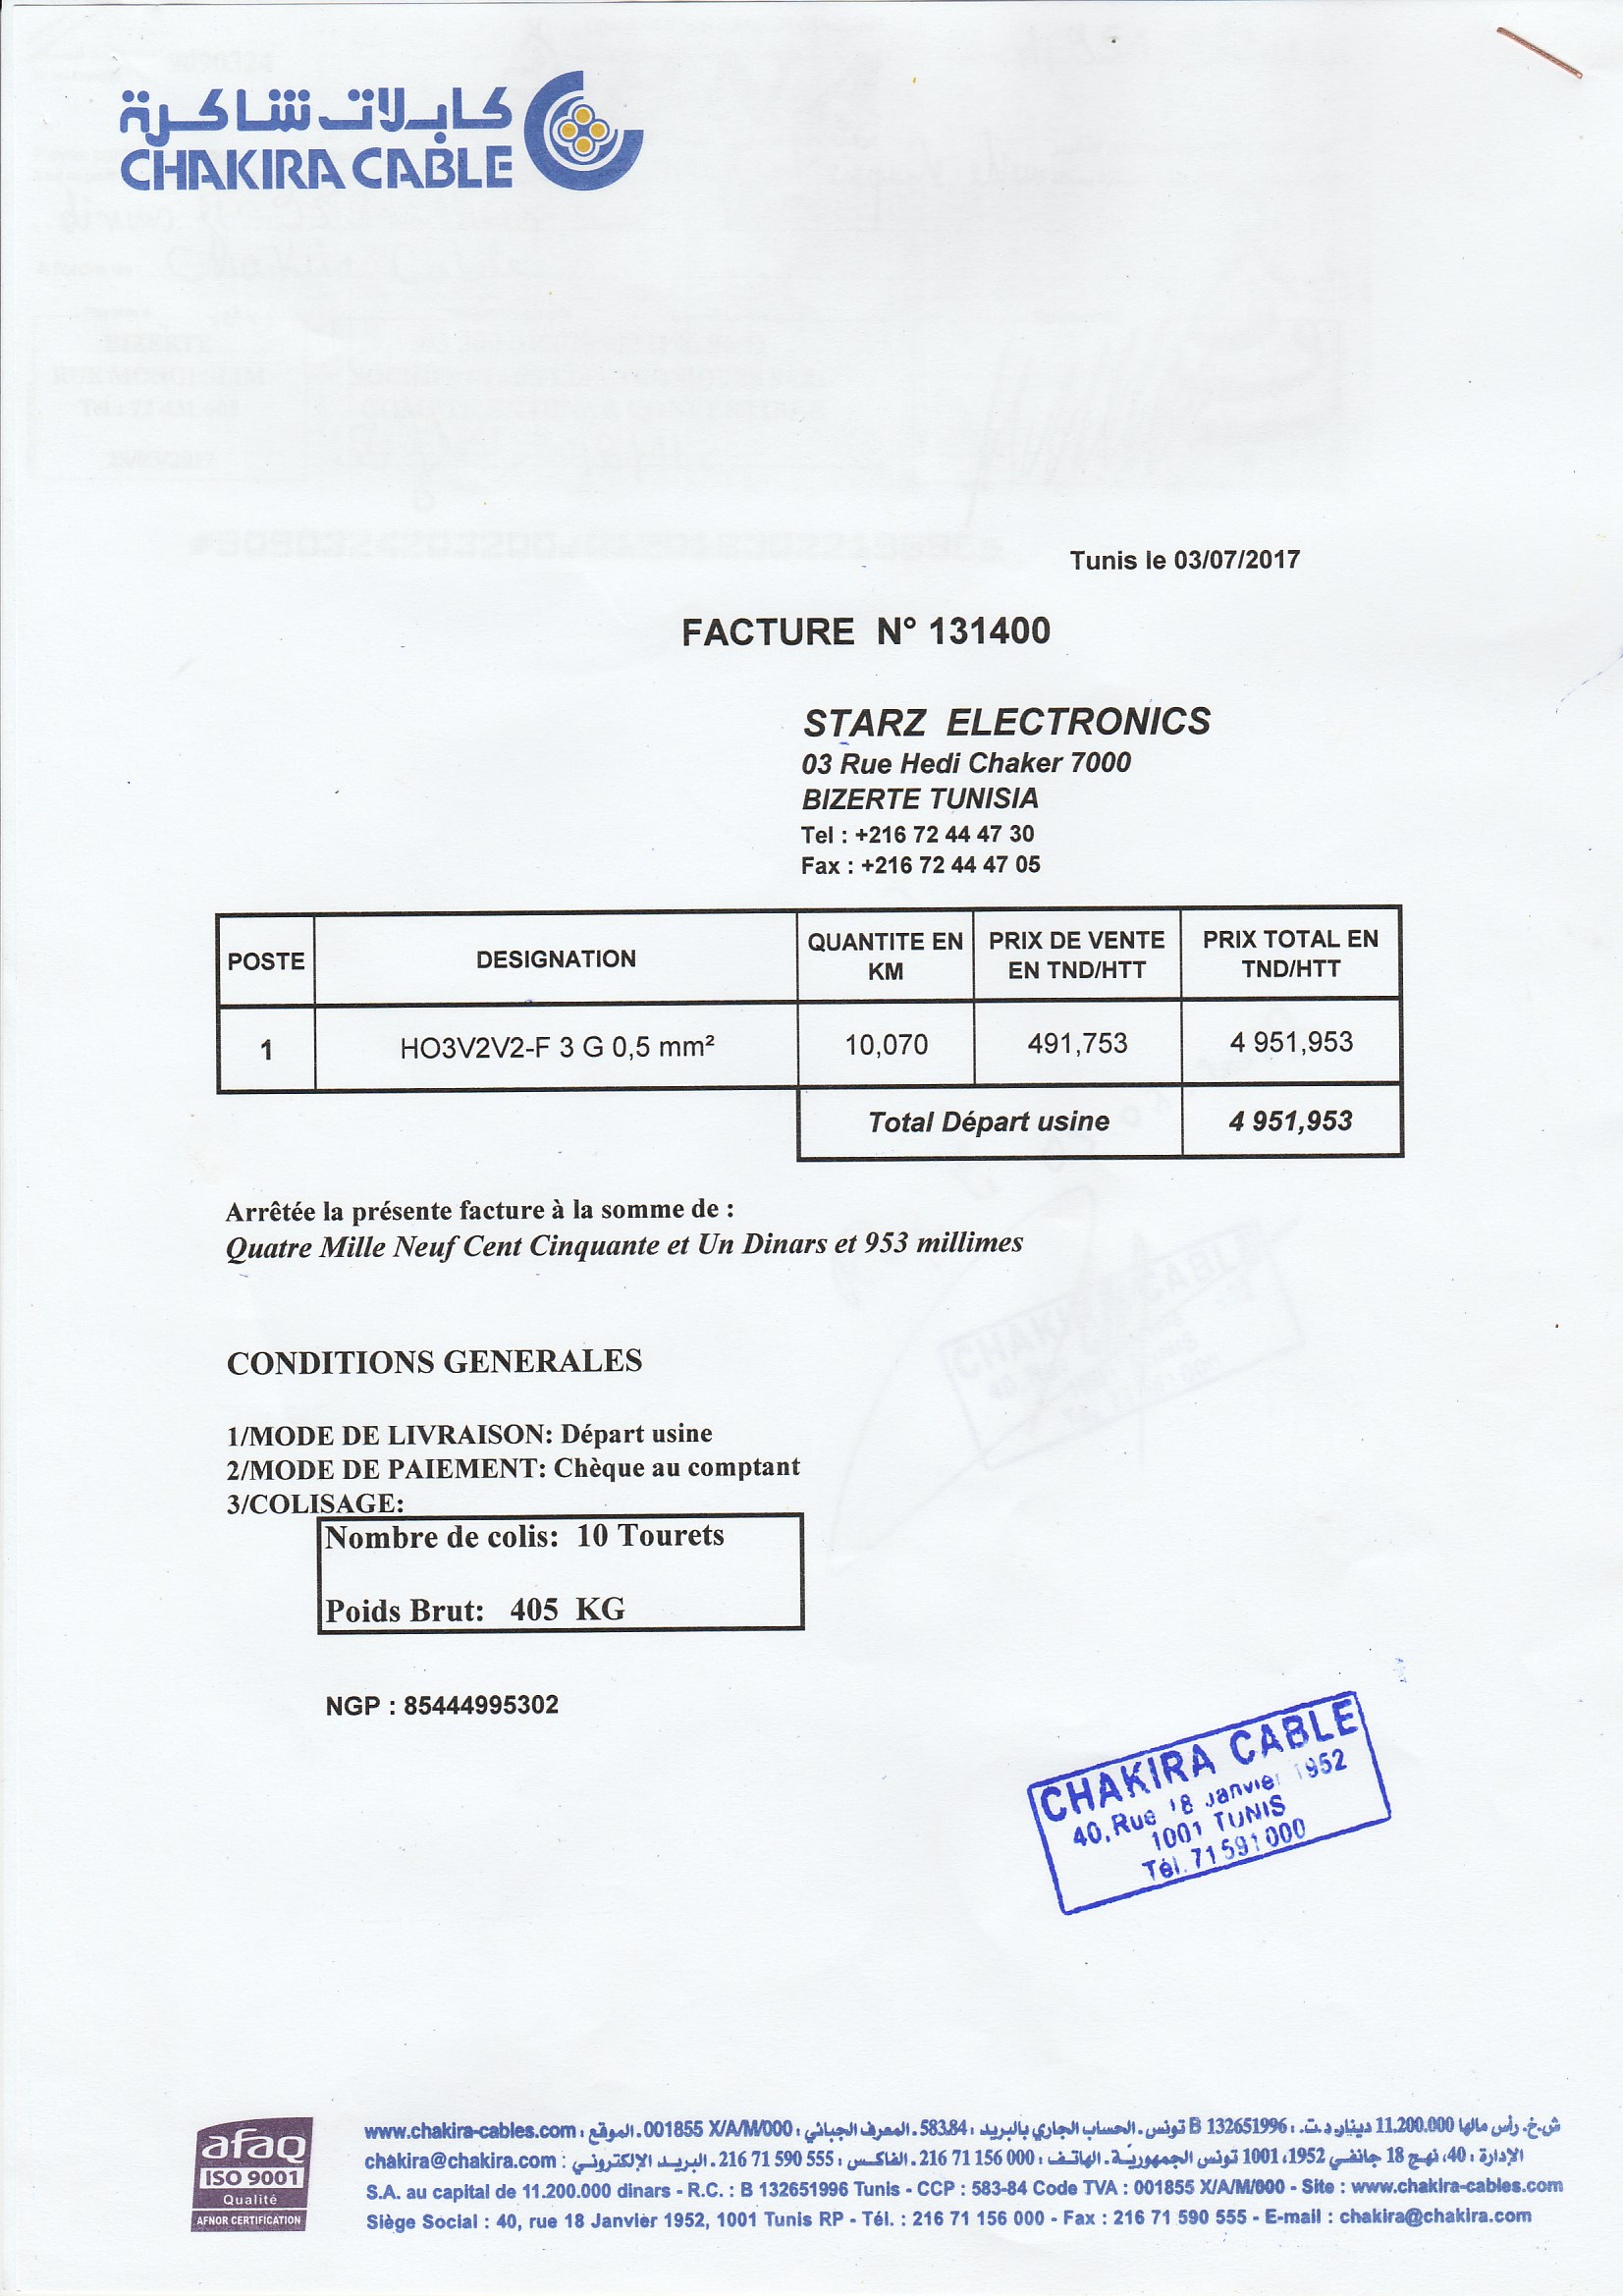 كابلات شاكرة
CHAKIRA CABLE
Tunis le 03/07/2017
FACTURE N° 131400
STARZ ELECTRONICS
03 Rue Hedi Chaker 7000
BIZERTE TUNISIA
Tel : +216 72 44 47 30
Fax : +216 72 44 47 05
POSTE DESIGNATION QUANTITE EN KM PRIX DE VENTE EN TND/HTT PRIX TOTAL EN TND/HTT
1 HO3V2V2-F 3 G 0,5 mm² 10,070 491,753 4 951,953
Total Départ usine 4 951,953
Arrêtée la présente facture à la somme de :
Quatre Mille Neuf Cent Cinquante et Un Dinars et 953 millimes
CONDITIONS GENERALES
1/MODE DE LIVRAISON: Départ usine
2/MODE DE PAIEMENT: Chèque au comptant
3/COLISAGE:
Nombre de colis: 10 Tourets
Poids Brut: 405 KG
NGP : 85444995302
CHAKIRA CABLE
40, Rue 18 Janvier 1952
1001 TUNIS
Tél. 71 591 000
afaq
ISO 9001
Qualité
AFNOR CERTIFICATION
ش.خ. رأس مالها 11.200.000 دينار د.ت. : B 132651996 تونس . الحساب الجاري بالبريد : 583.84 . المعرف الجبائي : 001855 X/A/M/000 . الموقع : www.chakira-cables.com
الإدارة : 40، نهج 18 جانفي 1952، 1001 تونس الجمهورية . الهاتف : 216 71 156 000 . الفاكس : 216 71 590 555 . البريد الإلكتروني : chakira@chakira.com
S.A. au capital de 11.200.000 dinars - R.C. : B 132651996 Tunis - CCP : 583-84 Code TVA : 001855 X/A/M/000 - Site : www.chakira-cables.com
Siège Social : 40, rue 18 Janvier 1952, 1001 Tunis RP - Tél. : 216 71 156 000 - Fax : 216 71 590 555 - E-mail : chakira@chakira.com